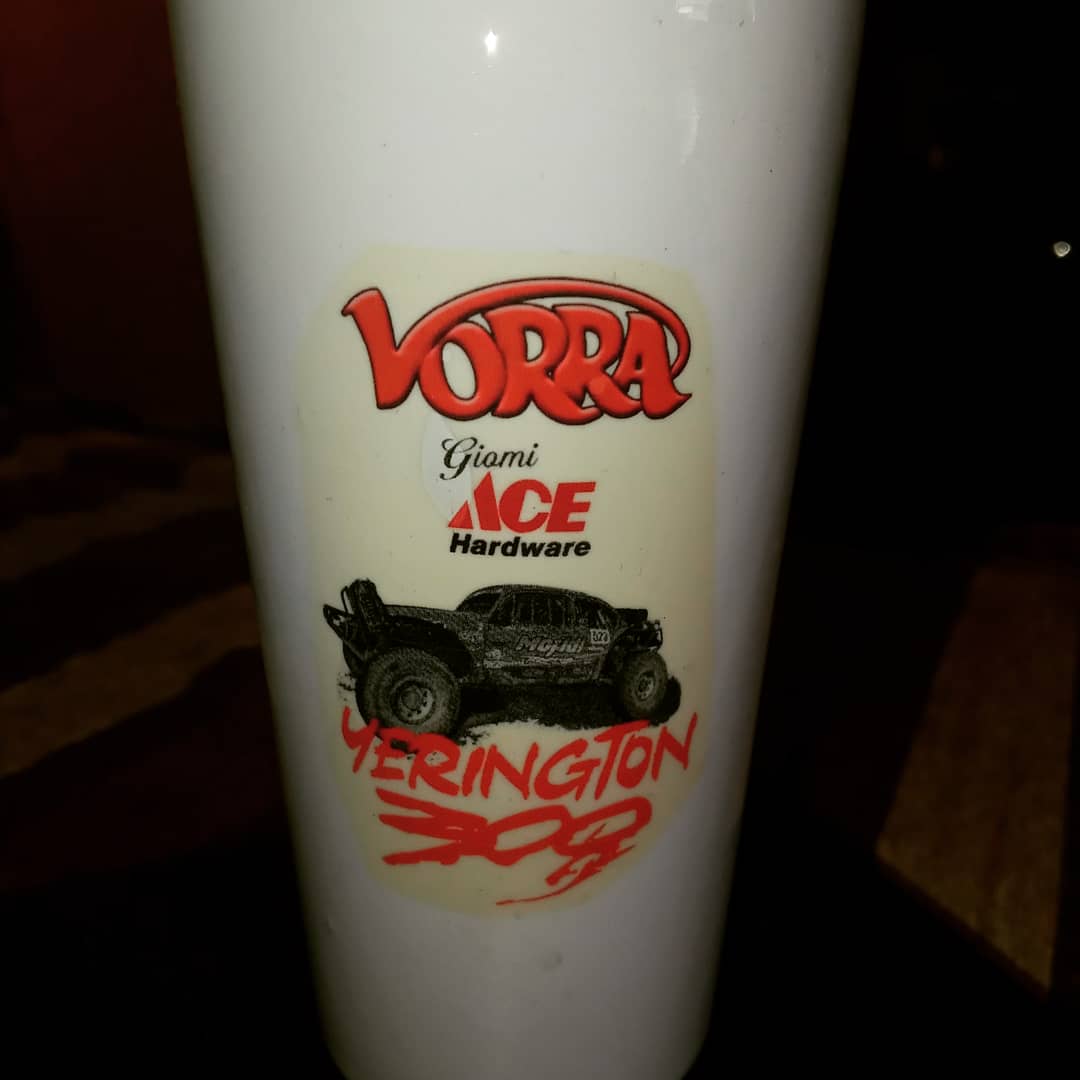 VORRA
Giomi
ACE
Hardware
YERINGTON
300